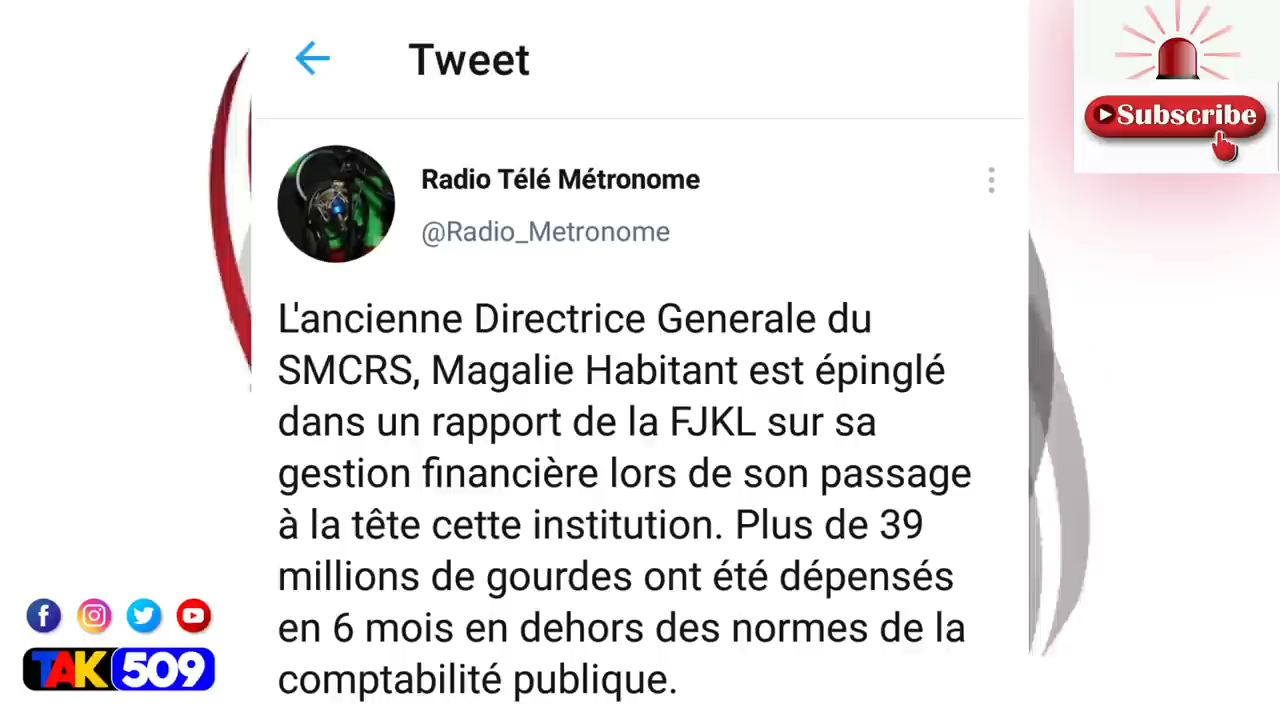 Tweet
Subscribe
Radio Télé Métronome
@Radio_Metronome
L'ancienne Directrice Generale du
SMCRS, Magalie Habitant est épinglé
dans un rapport de la FJKL sur sa
gestion financière lors de son passage
à la tête cette institution. Plus de 39
millions de gourdes ont été dépensés
en 6 mois en dehors des normes de la
comptabilité publique.
TAK 509